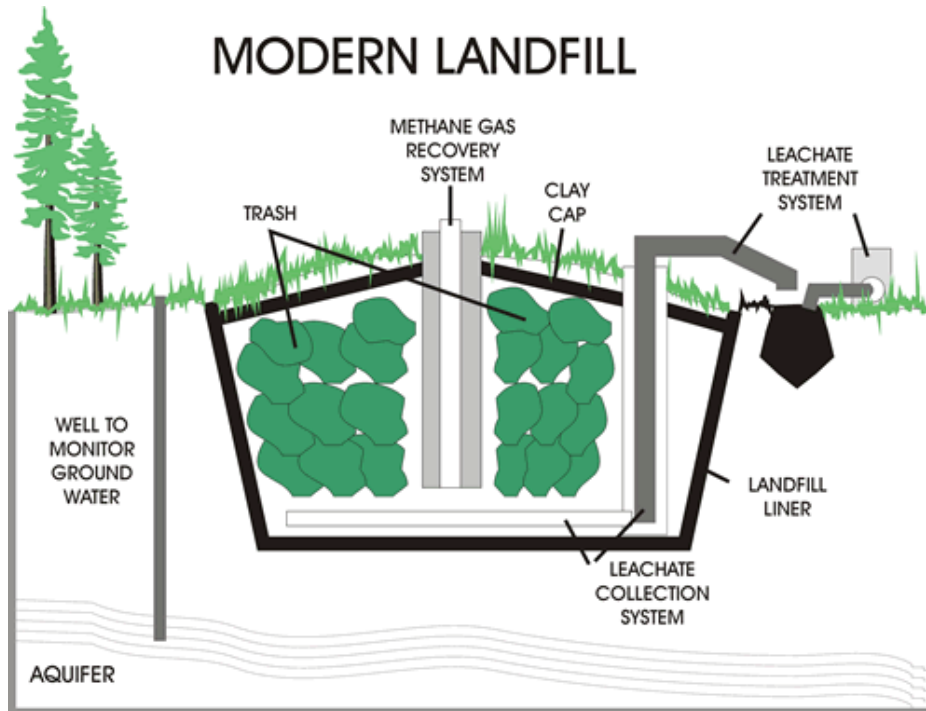 MODERN LANDFILL
METHANE GAS
RECOVERY
SYSTEM
LEACHATE
TREATMENT
SYSTEM
CLAY
CAP
TRASH
WELL TO
MONITOR
GROUND
WATER
LANDFILL
LINER
LEACHATE
COLLECTION
SYSTEM
AQUIFER